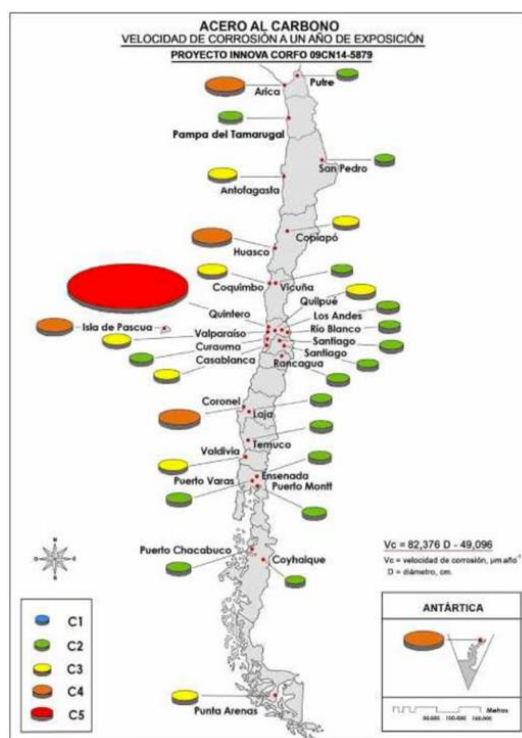 ACERO AL CARBONO
VELOCIDAD DE CORROSIÓN A UN AÑO DE EXPOSICIÓN
PROYECTO INNOVA CORFO 09CN14-5879
Putre
Arica
Pampa del Tamarugal
San Pedro
Antofagasta
Copiapó
Huasco
Coquimbo
Vicuña
Quilpue
Quintero
Los Andes
Isla de Pascua
Valparaíso
Río Blanco
Curauma
Santiago
Casablanca
Santiago
Rancagua
Coronel
Laja
Temuco
Valdivia
Ensenada
Puerto Varas
Puerto Montt
Puerto Chacabuco
Coyhaique
Punta Arenas
N
Vc = 82,376 D - 49,096
Vc = velocidad de corrosión, µm año⁻¹
D = diámetro, cm.
C1
C2
C3
C4
C5
ANTÁRTICA
Metros